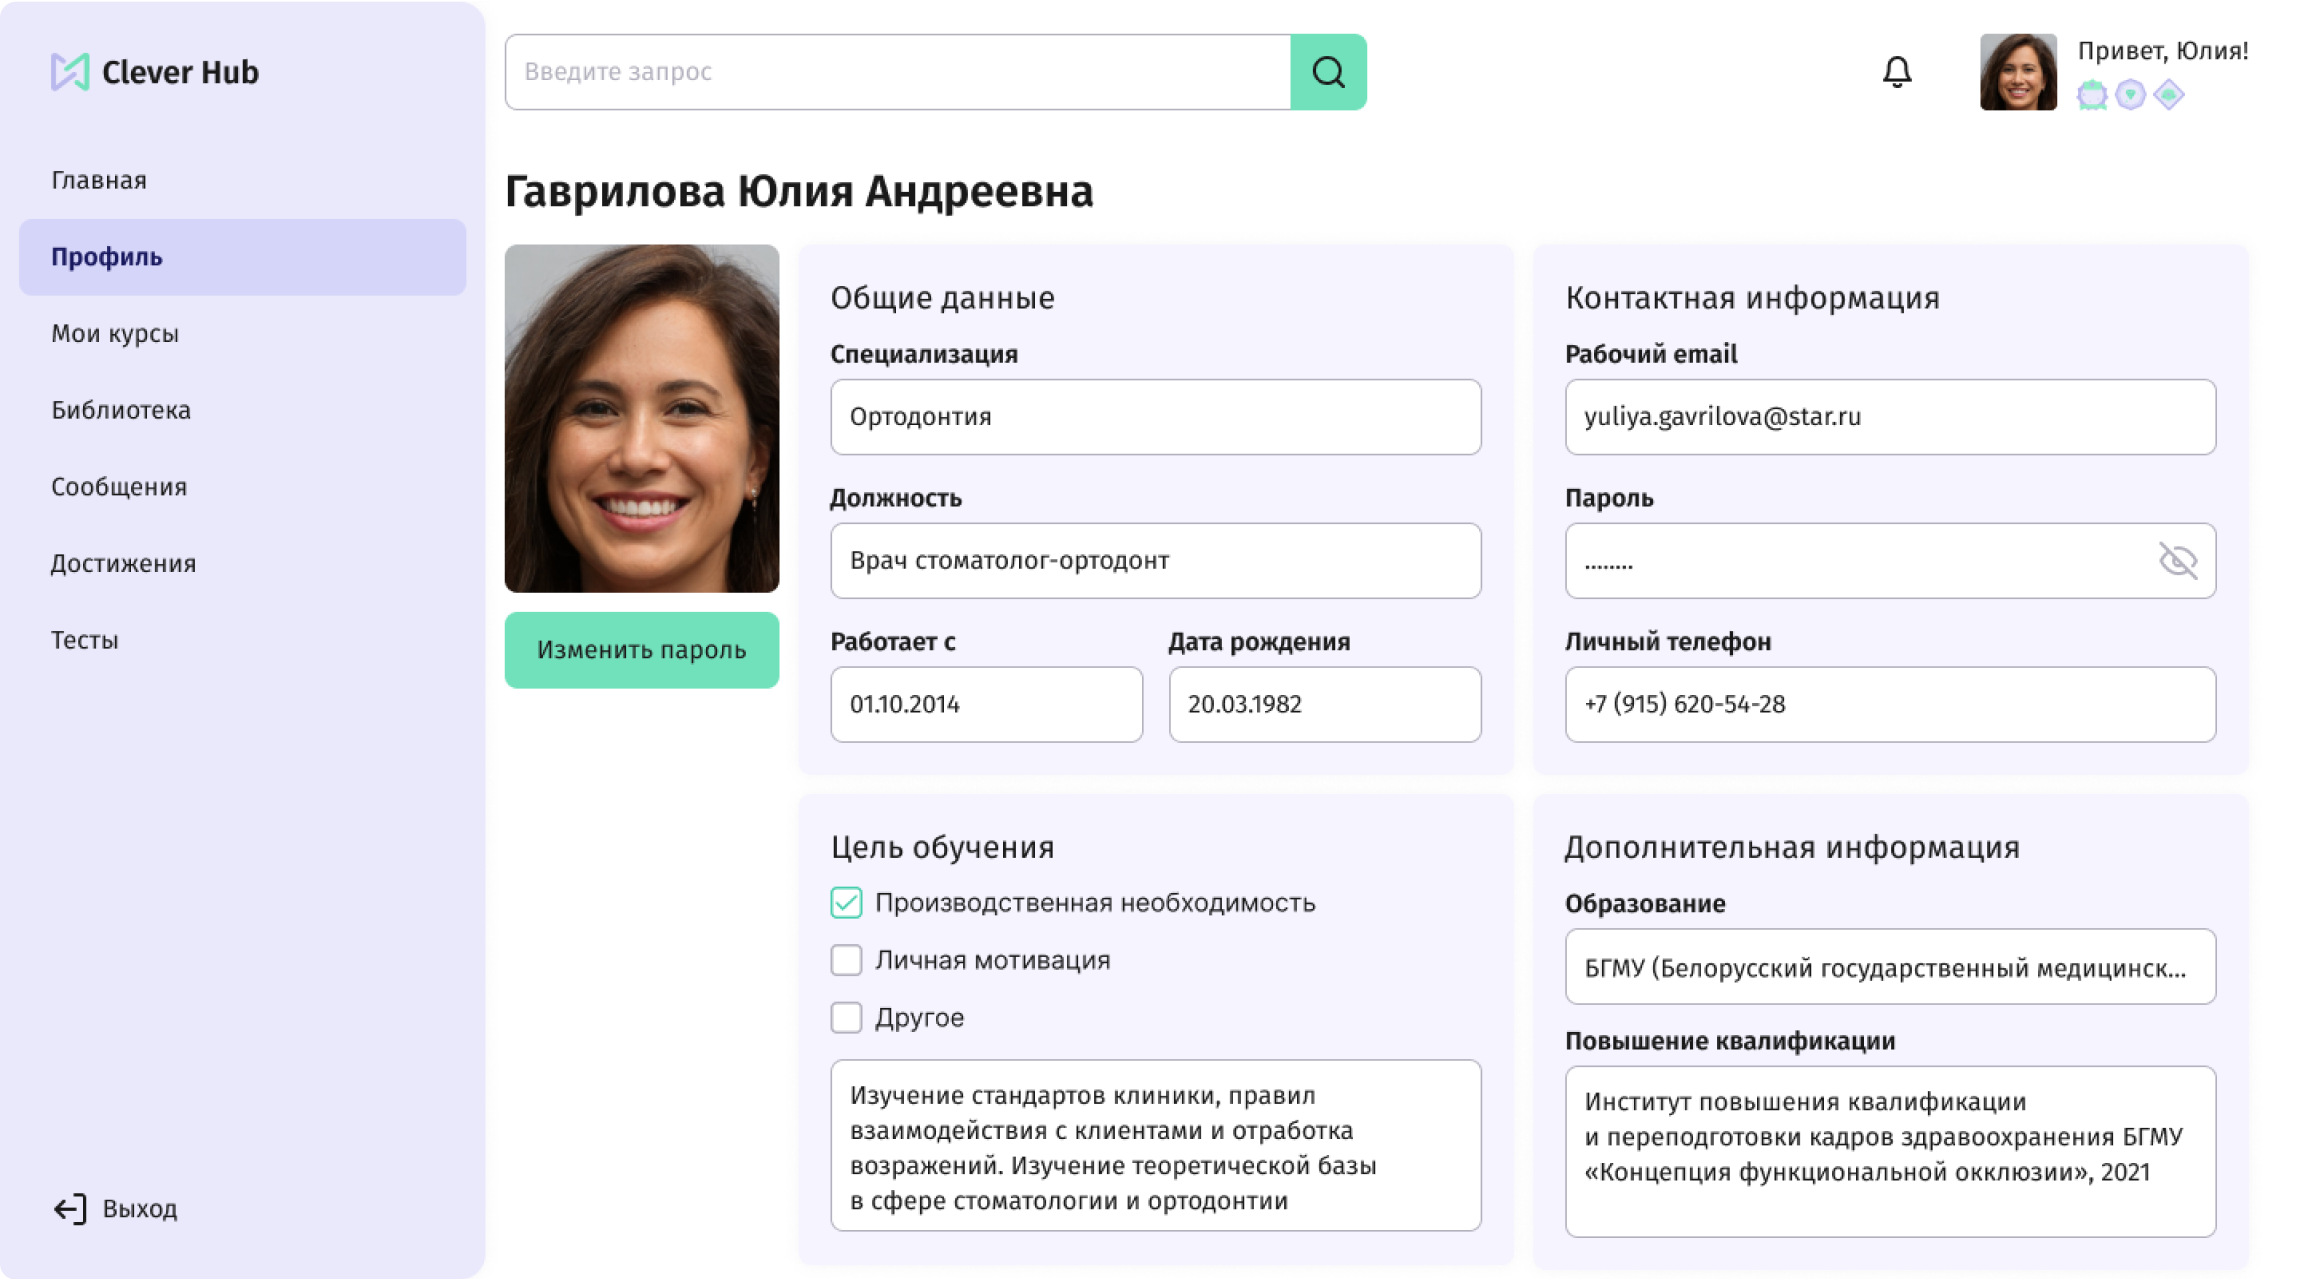 Clever Hub
Введите запрос
Привет, Юлия!
Главная
Профиль
Мои курсы
Библиотека
Сообщения
Достижения
Тесты
Выход
Гаврилова Юлия Андреевна
Изменить пароль
Общие данные
Специализация
Ортодонтия
Должность
Врач стоматолог-ортодонт
Работает с
Дата рождения
01.10.2014
20.03.1982
Контактная информация
Рабочий email
yuliya.gavrilova@star.ru
Пароль
........
Личный телефон
+7 (915) 620-54-28
Цель обучения
Производственная необходимость
Личная мотивация
Другое
Изучение стандартов клиники, правил
взаимодействия с клиентами и отработка
возражений. Изучение теоретической базы
в сфере стоматологии и ортодонтии
Дополнительная информация
Образование
БГМУ (Белорусский государственный медицинск...
Повышение квалификации
Институт повышения квалификации
и переподготовки кадров здравоохранения БГМУ
«Концепция функциональной окклюзии», 2021